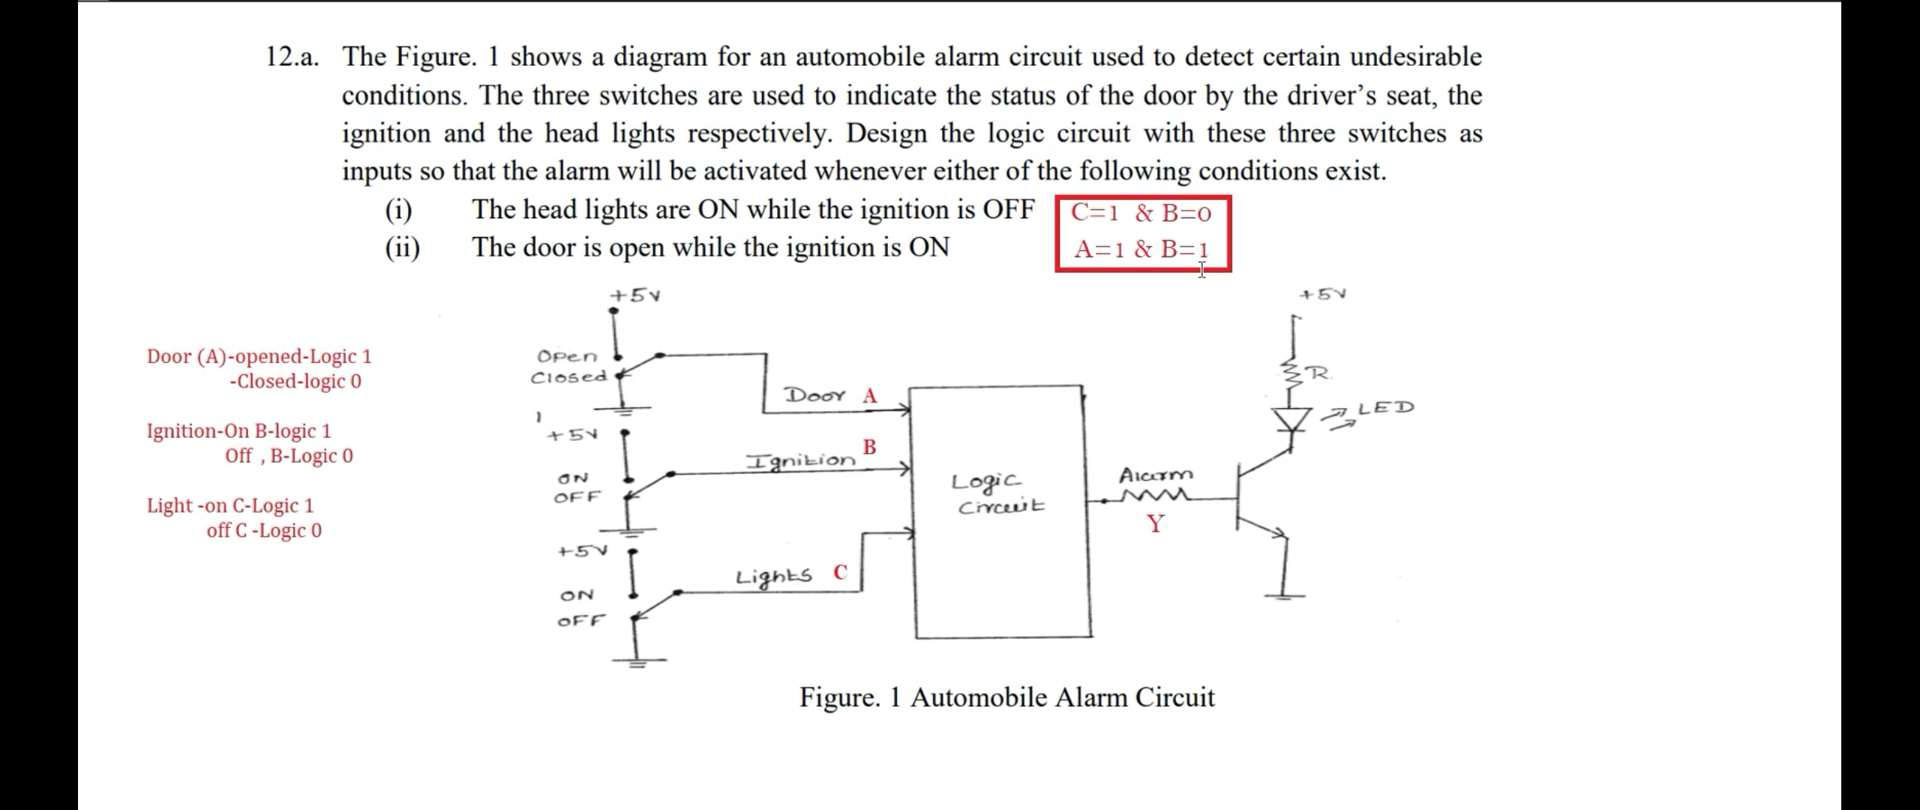 12.a. The Figure. 1 shows a diagram for an automobile alarm circuit used to detect certain undesirable
conditions. The three switches are used to indicate the status of the door by the driver's seat, the
ignition and the head lights respectively. Design the logic circuit with these three switches as
inputs so that the alarm will be activated whenever either of the following conditions exist.
(i) The head lights are ON while the ignition is OFF C=1 & B=0
(ii) The door is open while the ignition is ON A=1 & B=1
+5V
+5V
Door (A)-opened-Logic 1
-Closed-logic 0
Open
Closed
R
LED
Door A
+5V
Ignition-On B-logic 1
Off , B-Logic 0
B
Ignition
ON
OFF
Logic
Circuit
Alarm
Y
Light -on C-Logic 1
off C -Logic 0
+5V
Lights C
ON
OFF
Figure. 1 Automobile Alarm Circuit